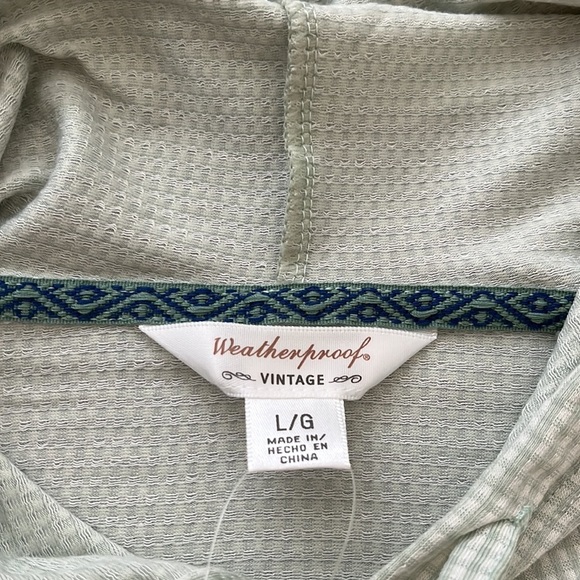 Weatherproof®
VINTAGE
L/G
MADE IN/
HECHO EN
CHINA